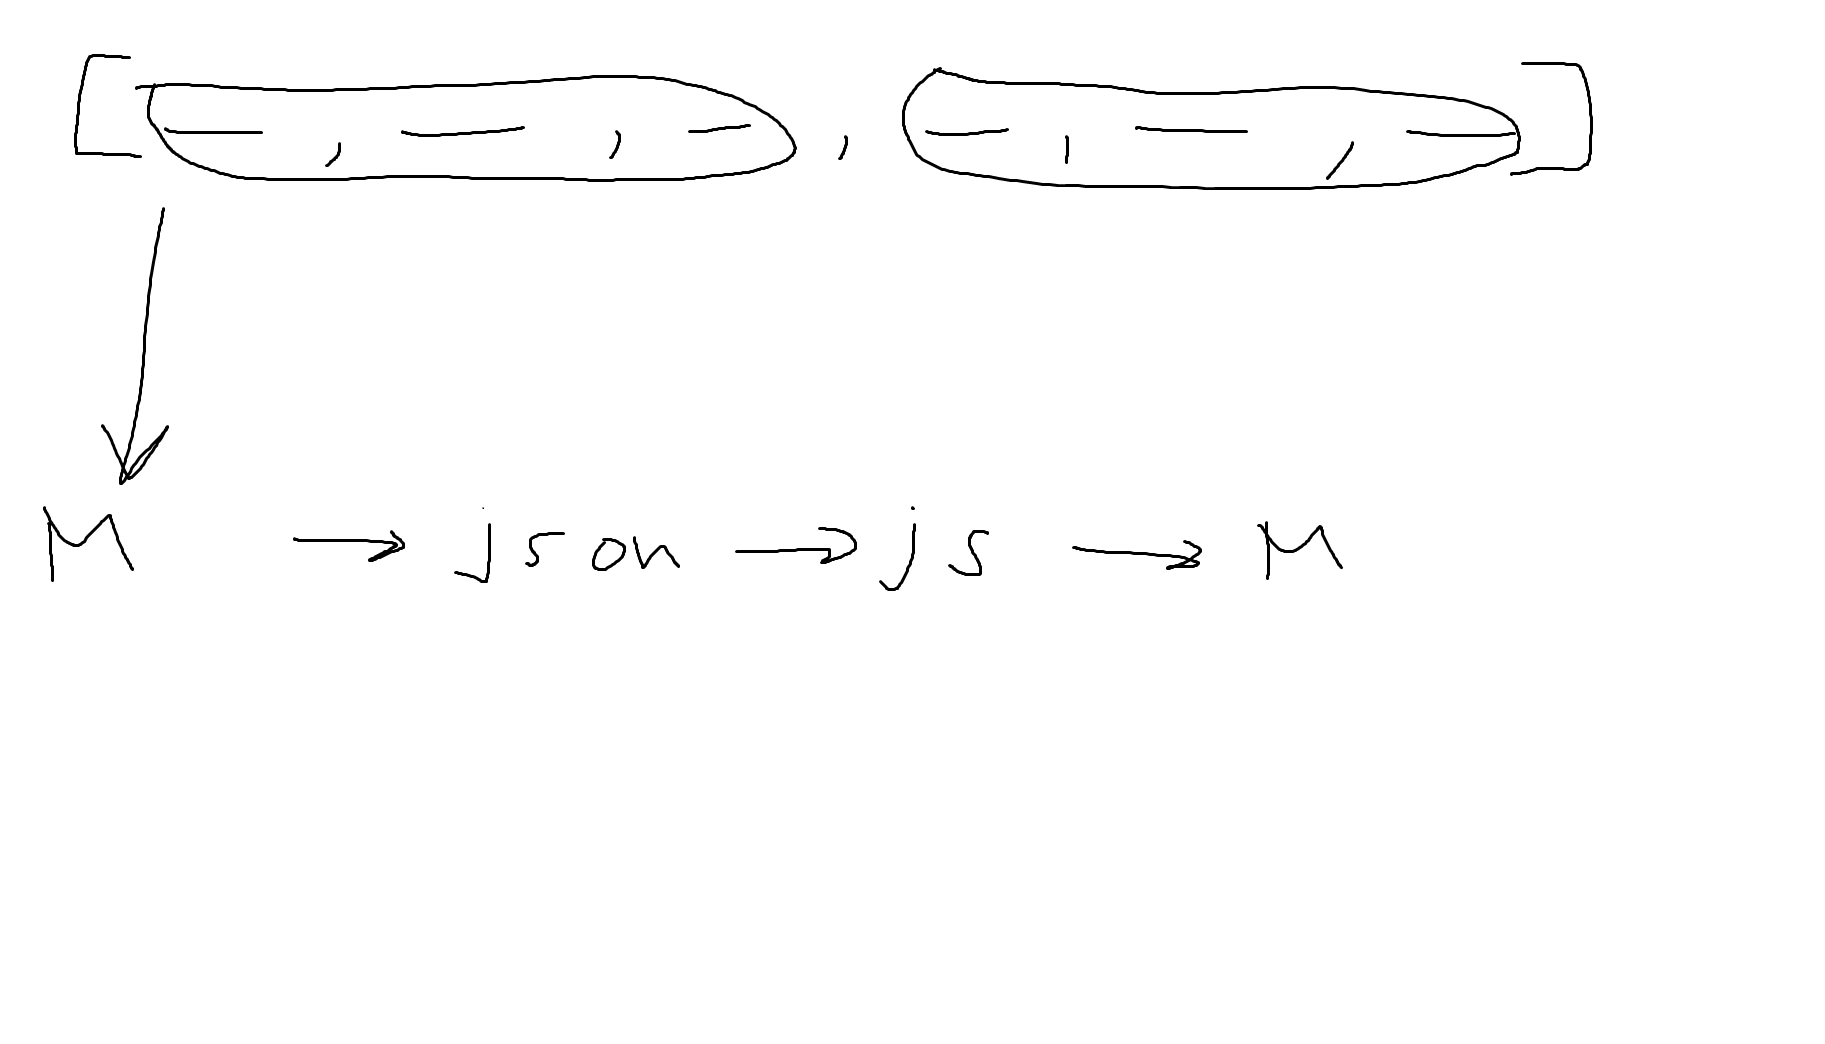 [ — , — , — , — , — , — ]
M → json → js → M